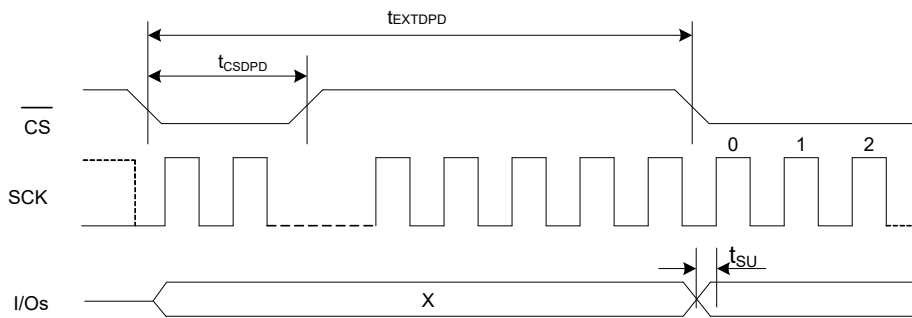 tEXTDPD
tCSDPD
CS
0 1 2
SCK
tSU
I/Os
X